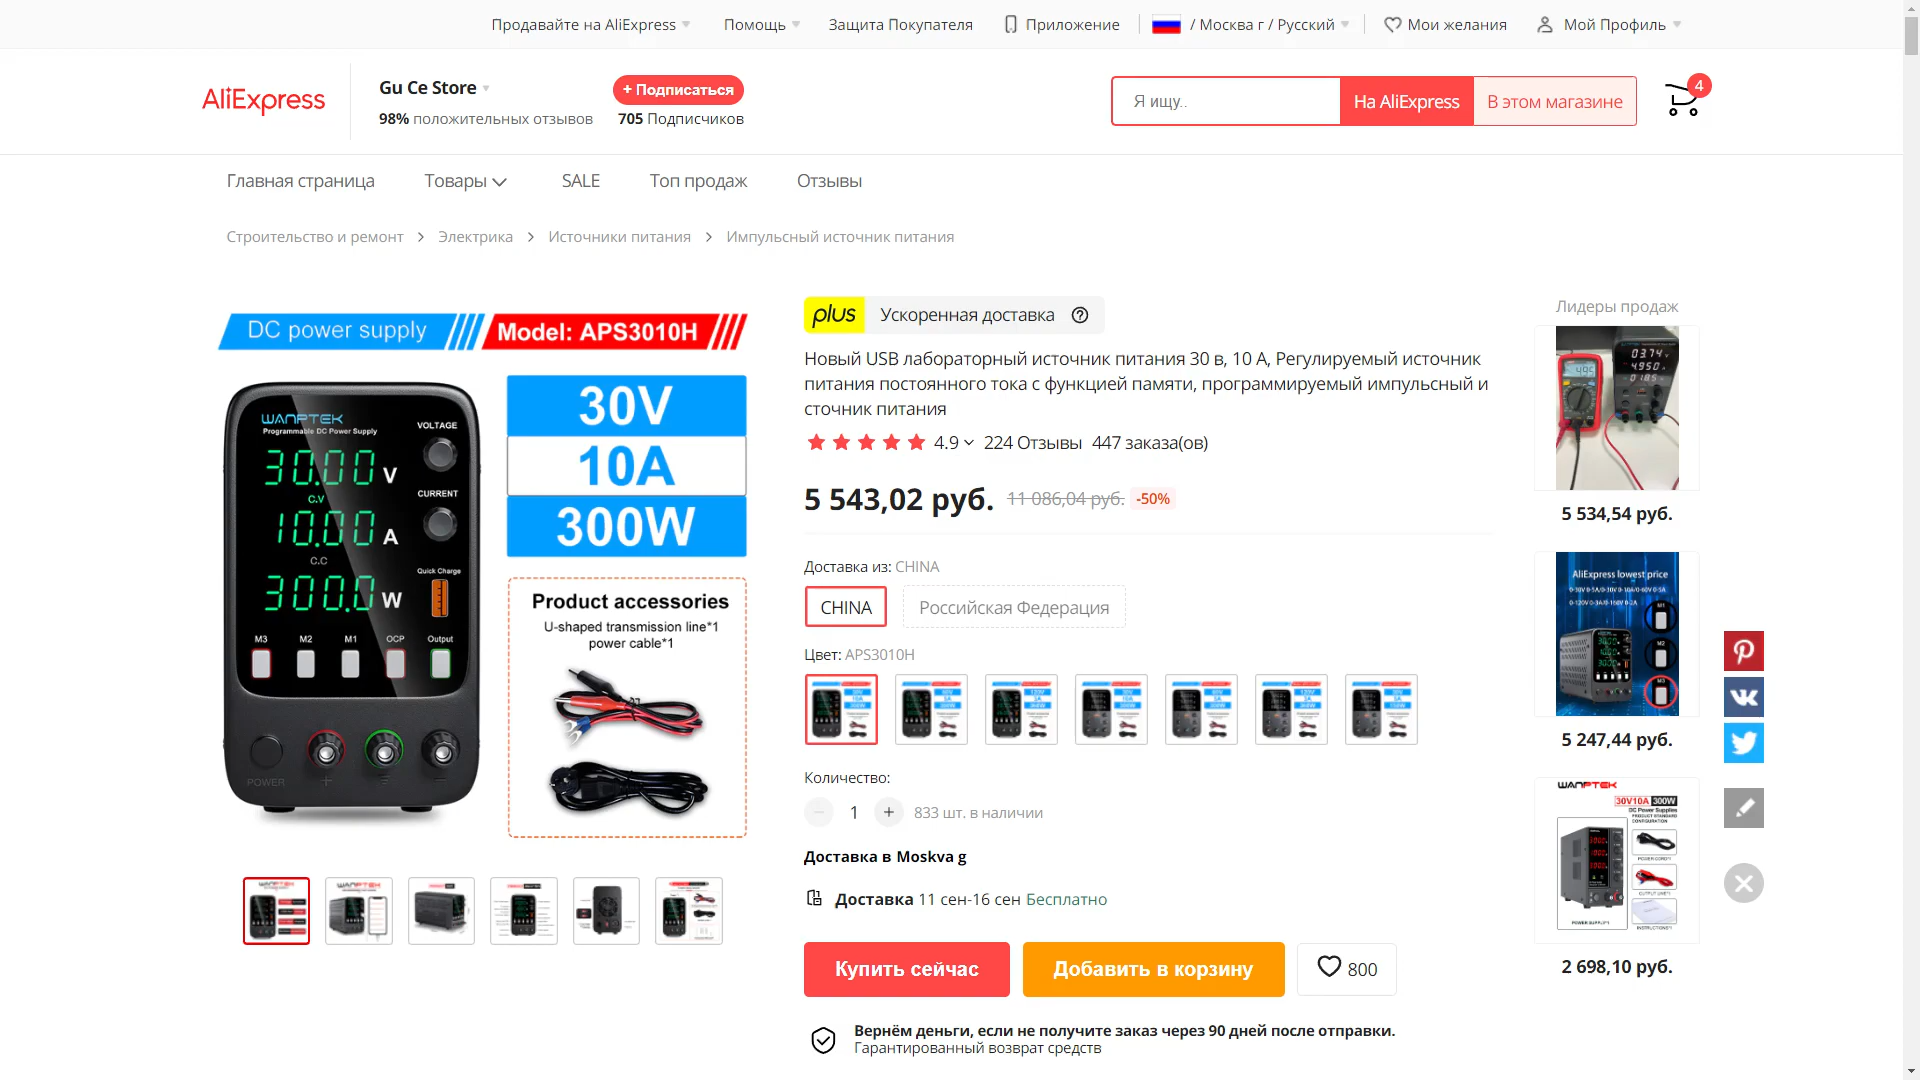 Продавайте на AliExpress
Помощь
Защита Покупателя
Приложение
/ Москва г / Русский
Мои желания
Мой Профиль
AliExpress
Gu Ce Store
98% положительных отзывов
+ Подписаться
705 Подписчиков
Я ищу..
На AliExpress
В этом магазине
4
Главная страница
Товары
SALE
Топ продаж
Отзывы
Строительство и ремонт
Электрика
Источники питания
Импульсный источник питания
DC power supply
Model: APS3010H
WANPTEK
Programmable DC Power Supply
VOLTAGE
30.00 V
C.V
CURRENT
10.00 A
C.C
Quick Charge
300.0 W
M3
M2
M1
OCP
Output
POWER
30V
10A
300W
Product accessories
U-shaped transmission line*1
power cable*1
plus
Ускоренная доставка
Новый USB лабораторный источник питания 30 в, 10 А, Регулируемый источник
питания постоянного тока с функцией памяти, программируемый импульсный и
сточник питания
4.9
224 Отзывы
447 заказа(ов)
5 543,02 руб.
11 086,04 руб.
-50%
Доставка из: CHINA
CHINA
Российская Федерация
Цвет: APS3010H
Количество:
1
+
833 шт. в наличии
Доставка в Moskva g
Доставка 11 сен-16 сен Бесплатно
Купить сейчас
Добавить в корзину
800
Вернём деньги, если не получите заказ через 90 дней после отправки.
Гарантированный возврат средств
Лидеры продаж
5 534,54 руб.
AliExpress lowest price
5 247,44 руб.
WANPTEK
30V10A 300W
DC Power Supplies
PRODUCT STANDARD
CONFIGURATION
2 698,10 руб.